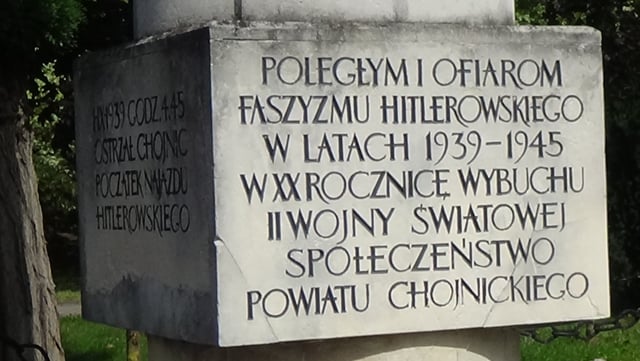 1 IX 1939 GODZ. 4.45
OSTRZAŁ CHOJNIC
POCZĄTEK NAJAZDU
HITLEROWSKIEGO
POLEGŁYM I OFIAROM
FASZYZMU HITLEROWSKIEGO
W LATACH 1939–1945
W XX ROCZNICĘ WYBUCHU
II WOJNY ŚWIATOWEJ
SPÓŁECZEŃSTWO
POWIATU CHOJNICKIEGO